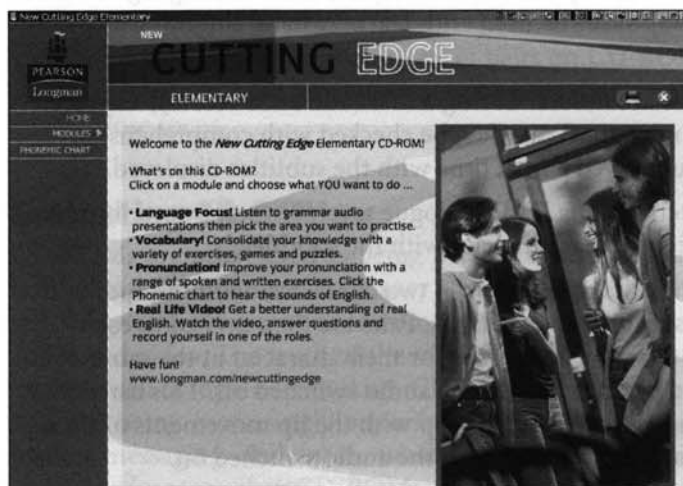 New Cutting Edge Elementary
NEW
CUTTING EDGE
PEARSON
Longman
ELEMENTARY
HOME
MODULES
PHONEMIC CHART
Welcome to the New Cutting Edge Elementary CD-ROM!
What's on this CD-ROM?
Click on a module and choose what YOU want to do ...
• Language Focus! Listen to grammar audio
presentations then pick the area you want to practise.
• Vocabulary! Consolidate your knowledge with a
variety of exercises, games and puzzles.
• Pronunciation! Improve your pronunciation with a
range of spoken and written exercises. Click the
Phonemic chart to hear the sounds of English.
• Real Life Video! Get a better understanding of real
English. Watch the video, answer questions and
record yourself in one of the roles.
Have fun!
www.longman.com/newcuttingedge